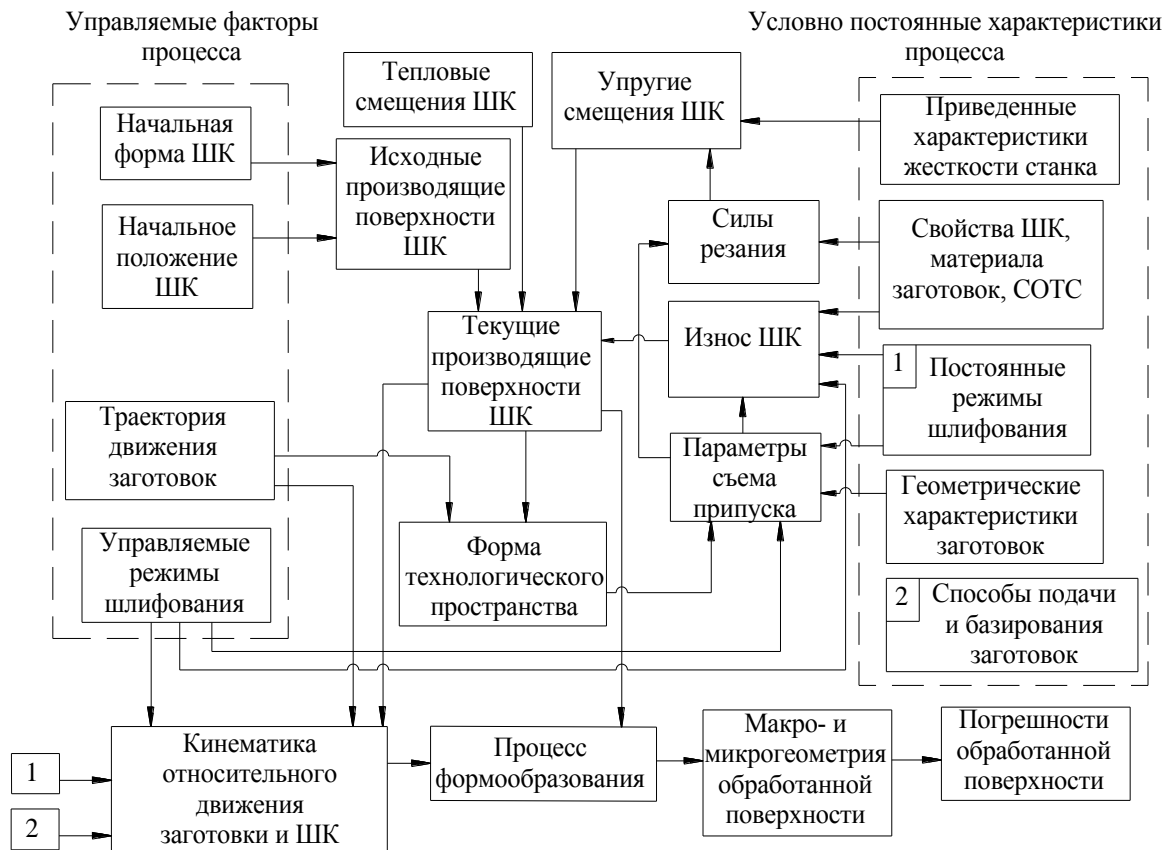 Управляемые факторы
процесса
Условно постоянные характеристики
процесса
Тепловые
смещения ШК
Упругие
смещения ШК
Начальная
форма ШК
Исходные
производящие
поверхности
ШК
Приведенные
характеристики
жесткости станка
Начальное
положение
ШК
Силы
резания
Свойства ШК,
материала
заготовок, СОТС
Текущие
производящие
поверхности
ШК
Износ ШК
1
Постоянные
режимы
шлифования
Траектория
движения
заготовок
Параметры
съема
припуска
Геометрические
характеристики
заготовок
Управляемые
режимы
шлифования
Форма
технологического
пространства
2
Способы подачи
и базирования
заготовок
1
2
Кинематика
относительного
движения
заготовки и ШК
Процесс
формообразования
Макро- и
микрогеометрия
обработанной
поверхности
Погрешности
обработанной
поверхности